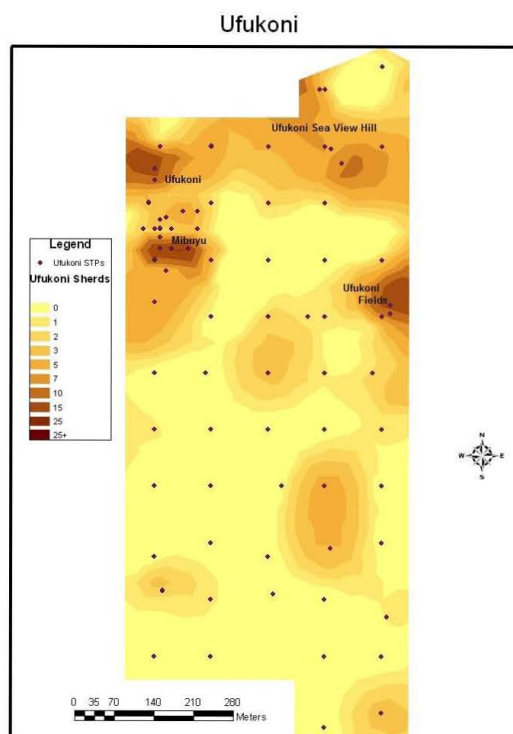 Ufukoni
Ufukoni Sea View Hill
Ufukoni
Mibuyu
Ufukoni
Fields
Legend
Ufukoni STPs
Ufukoni Sherds
0
1
2
3
5
7
10
15
25
25+
N
W E
S
0 35 70 140 210 280
Meters